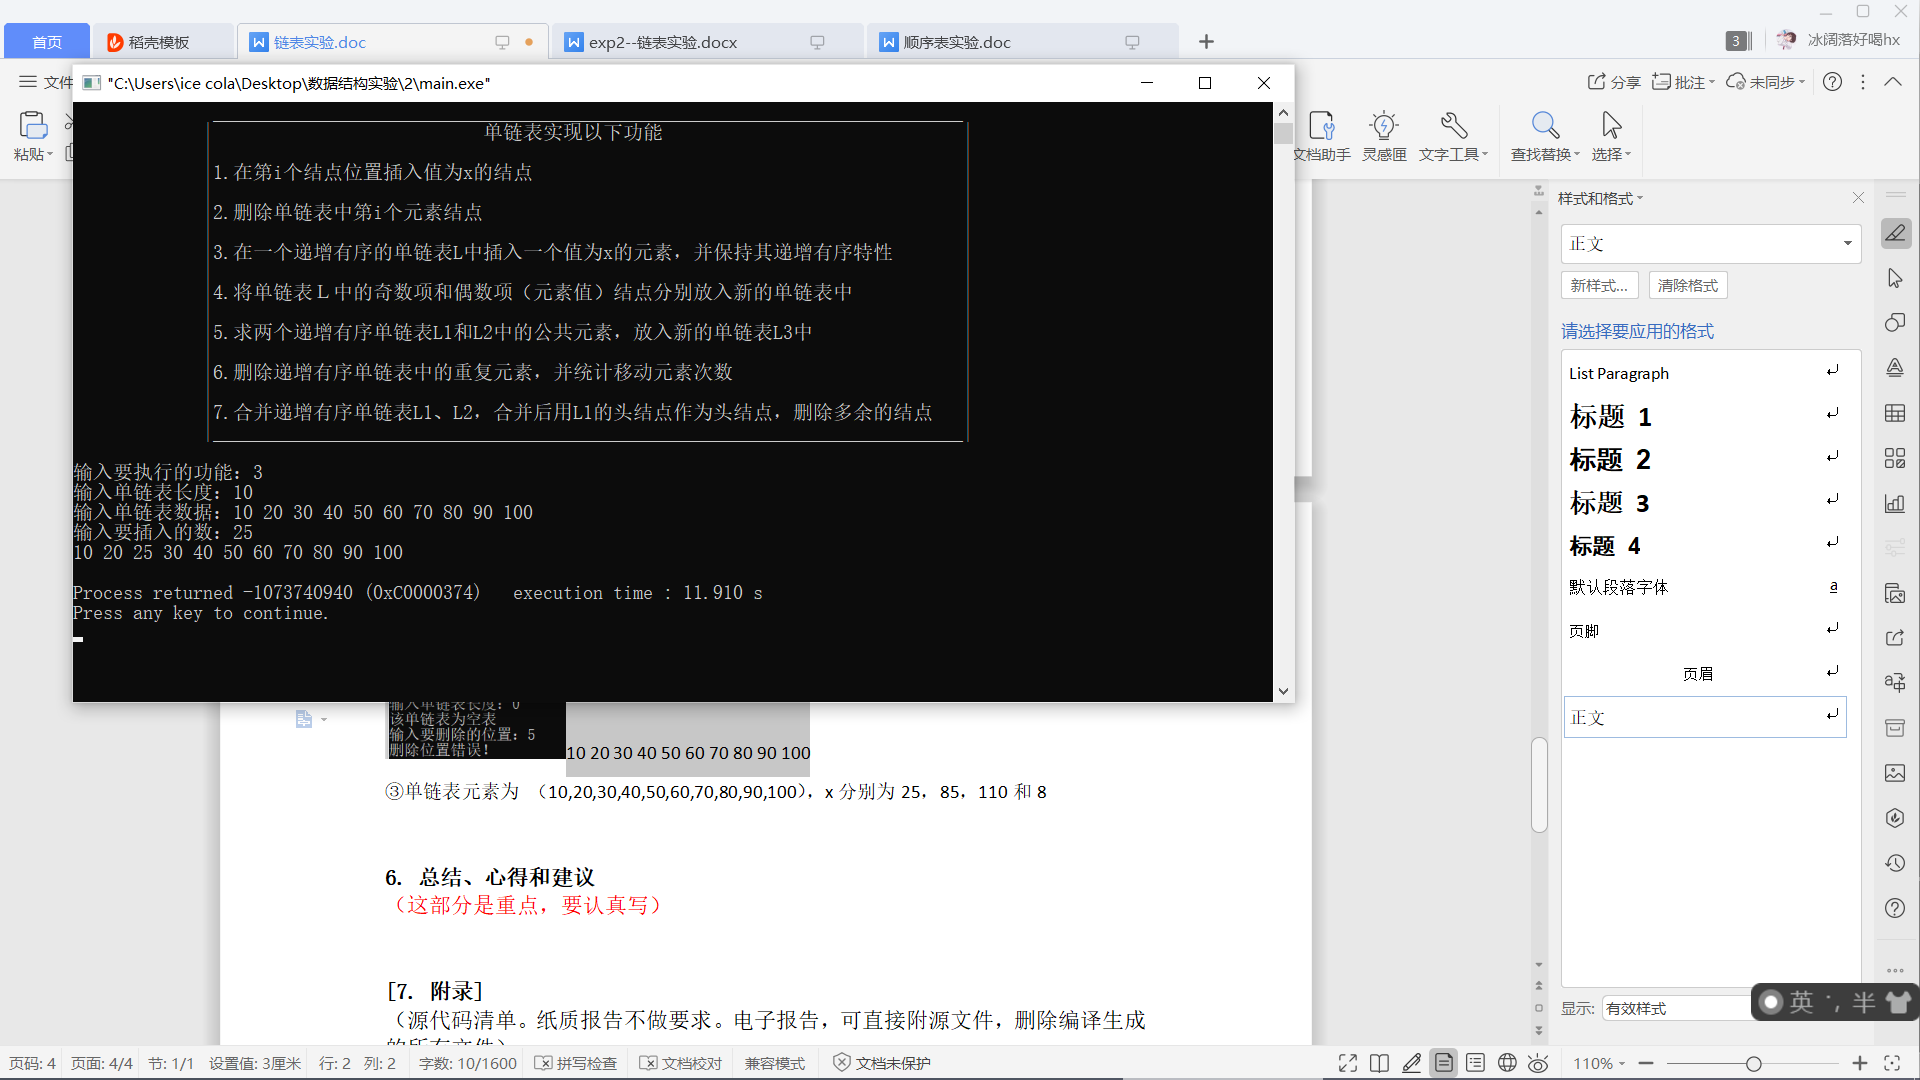 首页
稻壳模板
链表实验.doc
exp2--链表实验.docx
顺序表实验.doc
3
冰阔落好喝hx
文件
"C:\Users\ice cola\Desktop\数据结构实验\2\main.exe"
分享
批注
未同步
粘贴
文档助手
灵感匣
文字工具
查找替换
选择
单链表实现以下功能
1.在第i个结点位置插入值为x的结点
2.删除单链表中第i个元素结点
3.在一个递增有序的单链表L中插入一个值为x的元素，并保持其递增有序特性
4.将单链表Ｌ中的奇数项和偶数项（元素值）结点分别放入新的单链表中
5.求两个递增有序单链表L1和L2中的公共元素，放入新的单链表L3中
6.删除递增有序单链表中的重复元素，并统计移动元素次数
7.合并递增有序单链表L1、L2，合并后用L1的头结点作为头结点，删除多余的结点
输入要执行的功能：3
输入单链表长度：10
输入单链表数据：10 20 30 40 50 60 70 80 90 100
输入要插入的数：25
10 20 25 30 40 50 60 70 80 90 100
Process returned -1073740940 (0xC0000374)   execution time : 11.910 s
Press any key to continue.
输入单链表长度：0
该单链表为空表
输入要删除的位置：5
删除位置错误！
10 20 30 40 50 60 70 80 90 100
③单链表元素为 （10,20,30,40,50,60,70,80,90,100），x 分别为 25，85，110 和 8
6. 总结、心得和建议
（这部分是重点，要认真写）
[7. 附录]
（源代码清单。纸质报告不做要求。电子报告，可直接附源文件，删除编译生成
的所有文件）
样式和格式
正文
新样式...
清除格式
请选择要应用的格式
List Paragraph
标题 1
标题 2
标题 3
标题 4
默认段落字体
a
页脚
页眉
正文
显示:
有效样式
英 ’, 半
页码: 4
页面: 4/4
节: 1/1
设置值: 3厘米
行: 2
列: 2
字数: 10/1600
拼写检查
文档校对
兼容模式
文档未保护
110%